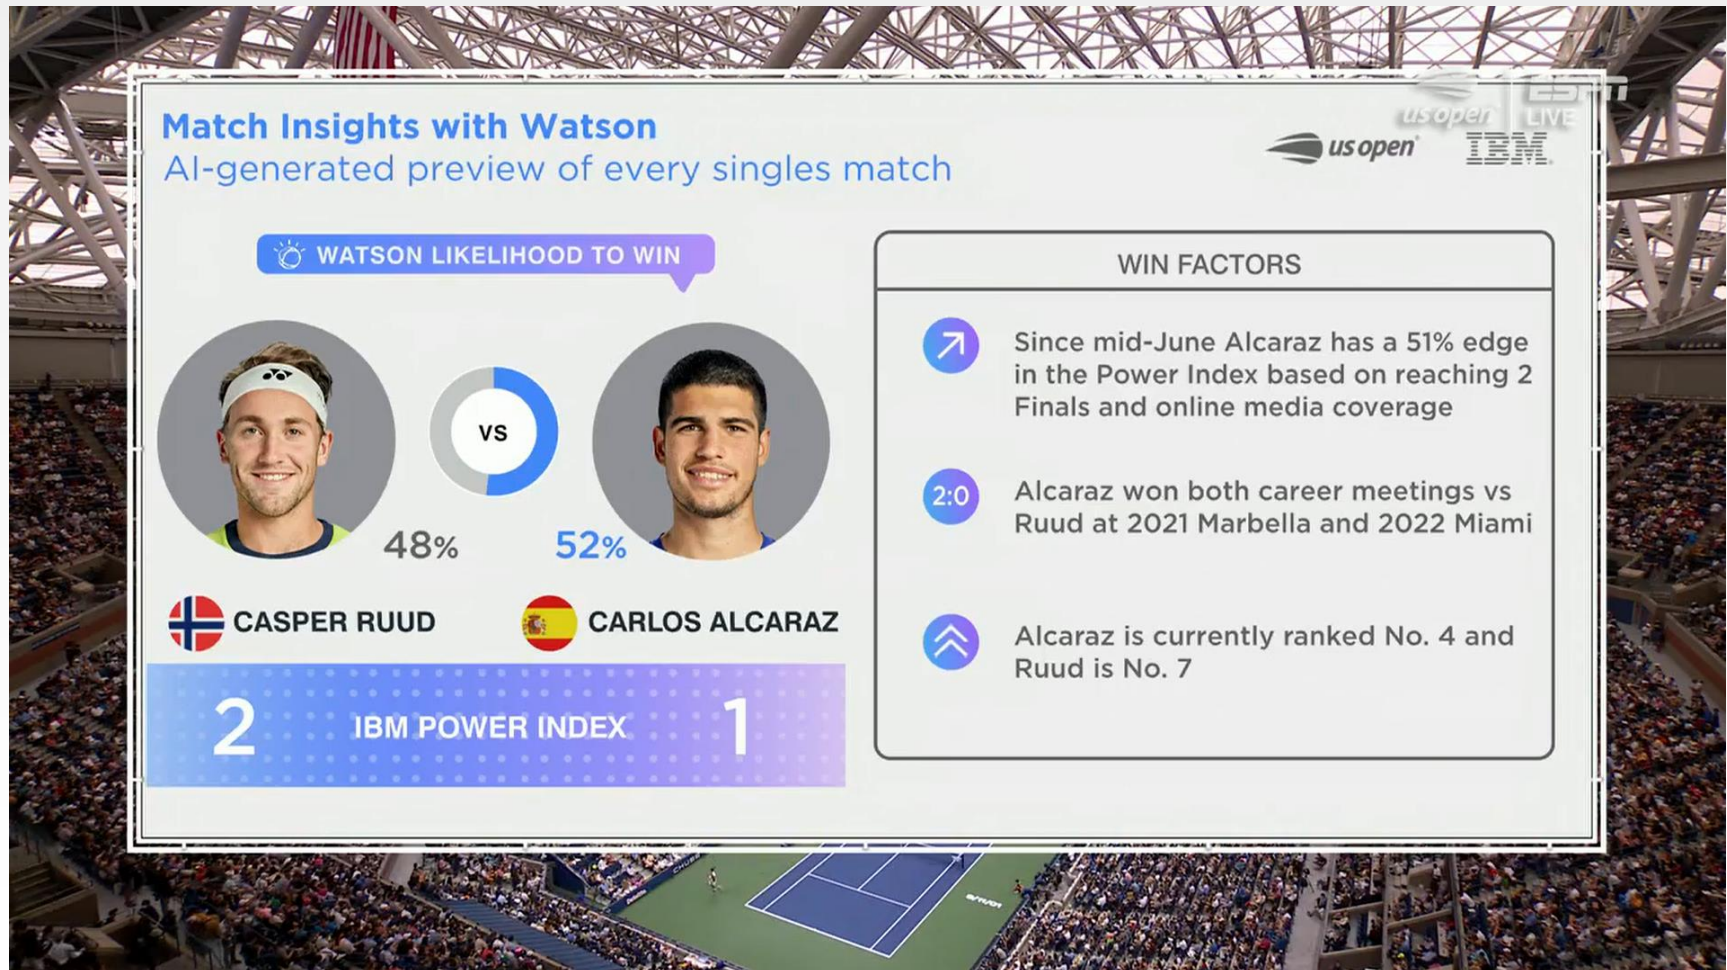 us open
ESPN
LIVE
Match Insights with Watson
AI-generated preview of every singles match
us open
IBM
WATSON LIKELIHOOD TO WIN
VS
48%
52%
CASPER RUUD
CARLOS ALCARAZ
2
IBM POWER INDEX
1
WIN FACTORS
Since mid-June Alcaraz has a 51% edge
in the Power Index based on reaching 2
Finals and online media coverage
2:0
Alcaraz won both career meetings vs
Ruud at 2021 Marbella and 2022 Miami
Alcaraz is currently ranked No. 4 and
Ruud is No. 7
9/11/01